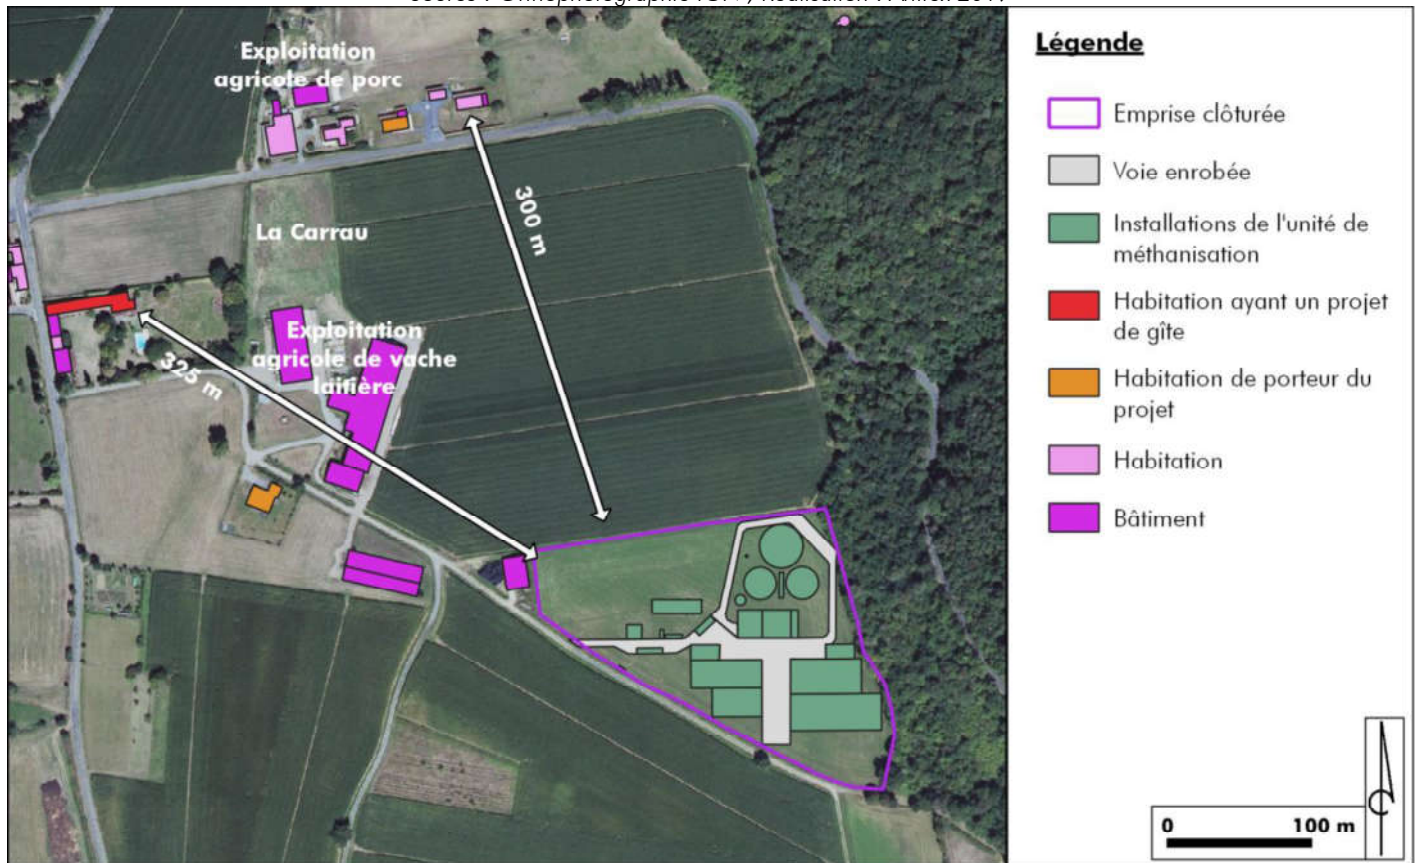 Exploitation
agricole de porc
300 m
La Carrau
Exploitation
agricole de vache
laitière
325 m
Légende
Emprise clôturée
Voie enrobée
Installations de l'unité de
méthanisation
Habitation ayant un projet
de gîte
Habitation de porteur du
projet
Habitation
Bâtiment
0 100 m